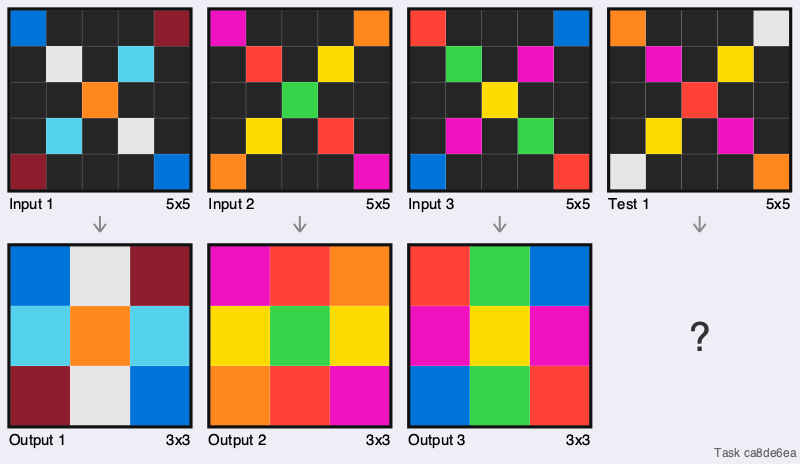 Input 1 5x5 Input 2 5x5 Input 3 5x5 Test 1 5x5
?
Output 1 3x3 Output 2 3x3 Output 3 3x3
Task ca8de6ea